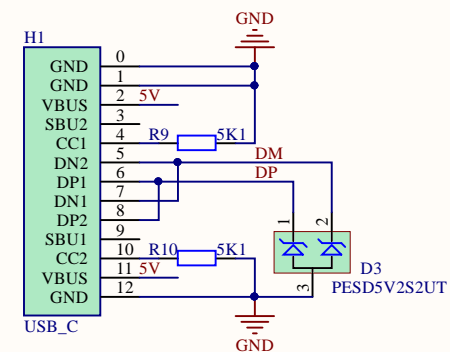 GND
H1
GND 0
GND 1
VBUS 2 5V
SBU2 3
CC1 4 R9 5K1
DN2 5 DM
DP1 6 DP
DN1 7
DP2 8
SBU1 9
CC2 10 R10 5K1
VBUS 11 5V
GND 12
USB_C
1 2
3
D3
PESD5V2S2UT
GND